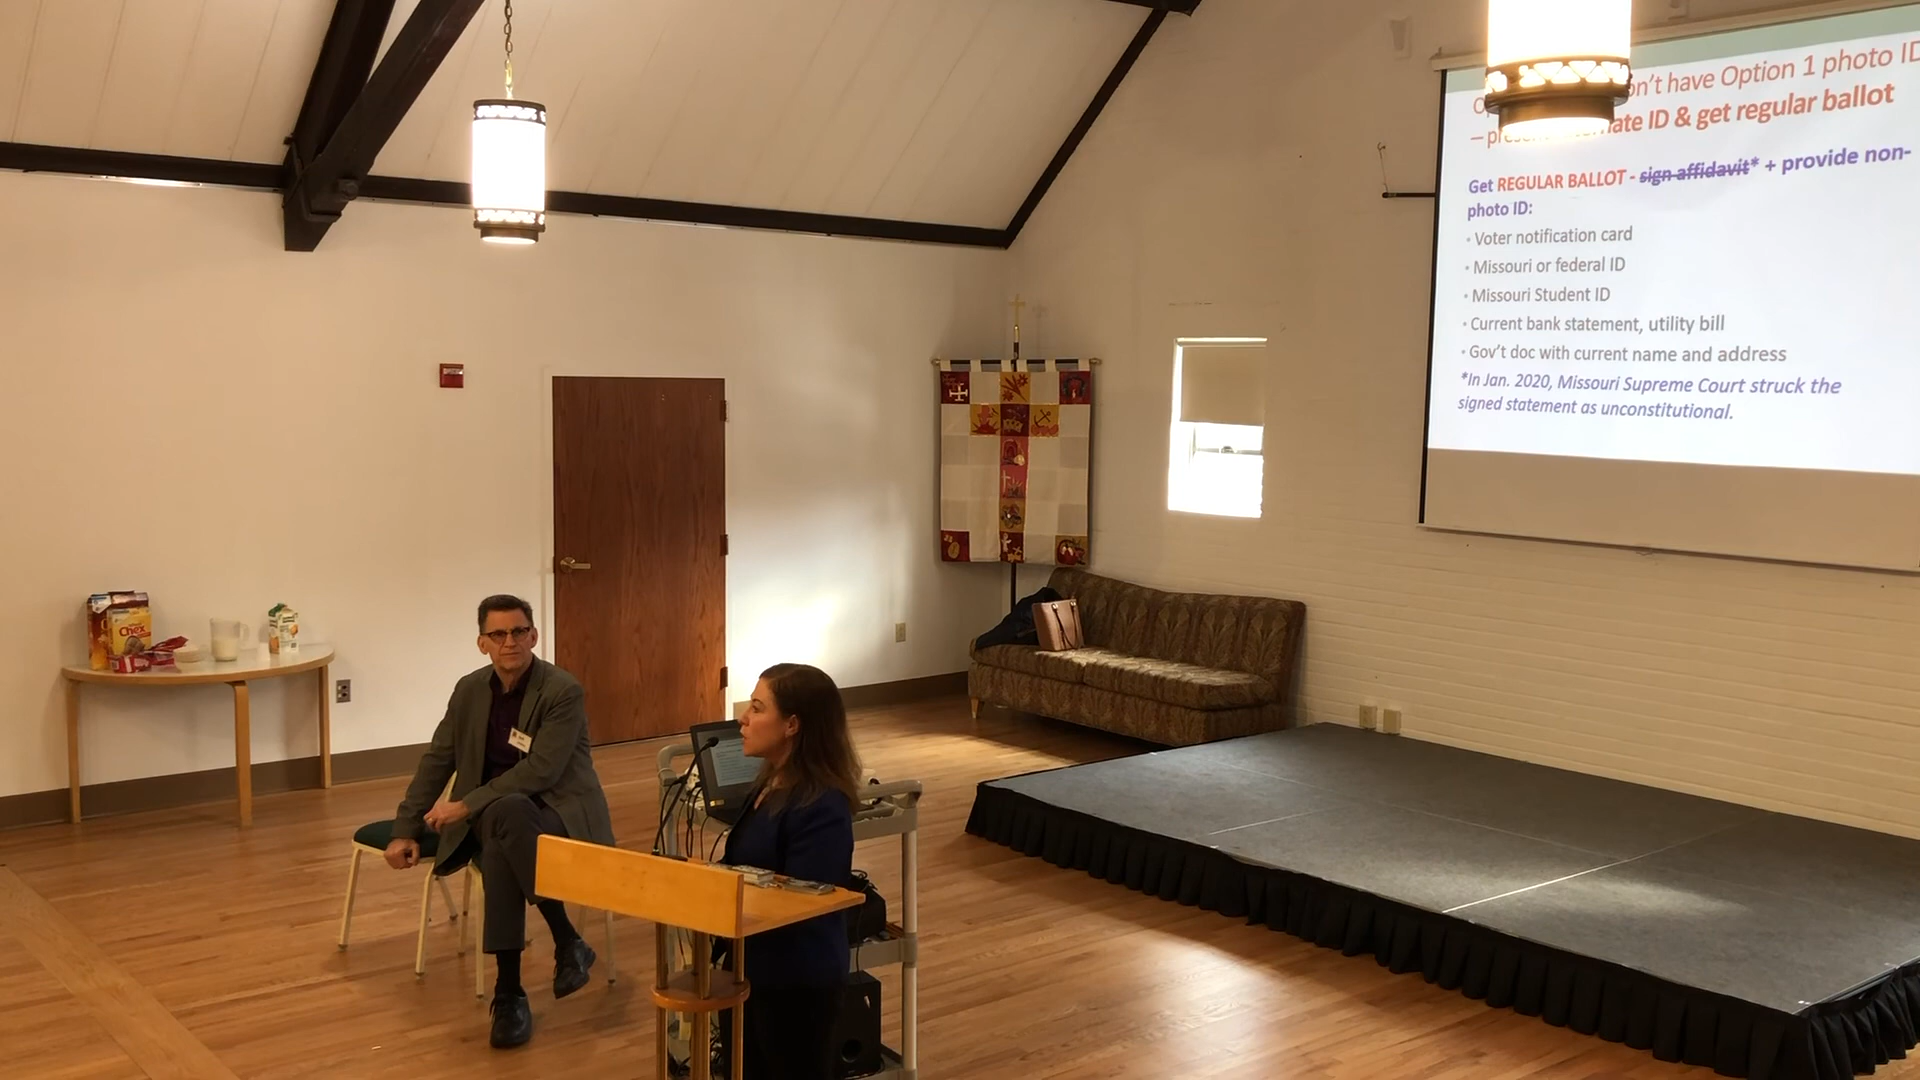 on't have Option 1 photo ID
ate ID & get regular ballot
Get REGULAR BALLOT - sign affidavit* + provide non-
photo ID:
• Voter notification card
• Missouri or federal ID
• Missouri Student ID
• Current bank statement, utility bill
• Gov't doc with current name and address
*In Jan. 2020, Missouri Supreme Court struck the
signed statement as unconstitutional.
Chex